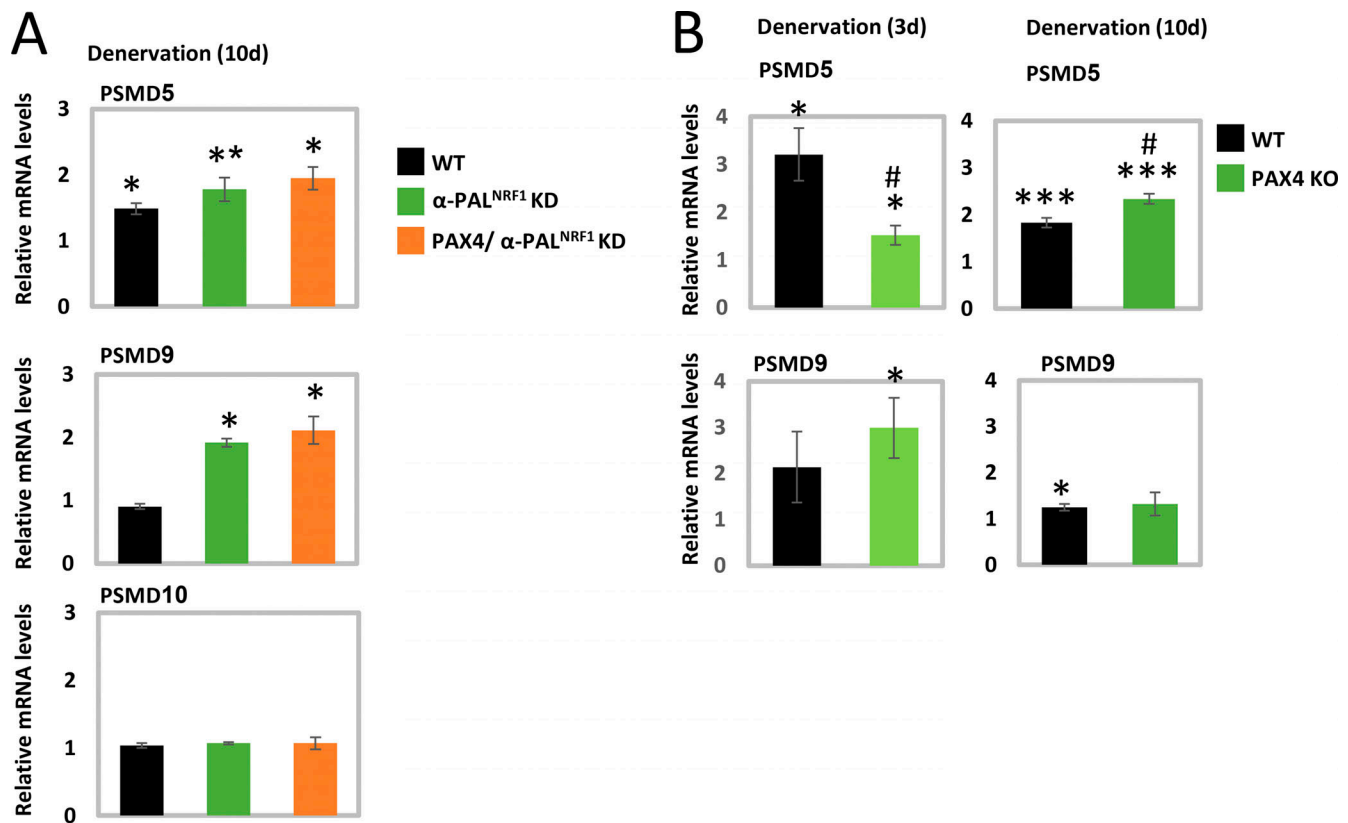 A
Denervation (10d)
PSMD5
Relative mRNA levels
3
2
1
0
*
**
*
WT
α-PAL^NRF1 KD
PAX4/ α-PAL^NRF1 KD
PSMD9
Relative mRNA levels
3
2
1
0
*
*
PSMD10
Relative mRNA levels
3
2
1
0
B
Denervation (3d)
PSMD5
Relative mRNA levels
4
3
2
1
0
*
#
*
Denervation (10d)
PSMD5
4
3
2
1
0
***
#
***
WT
PAX4 KO
PSMD9
Relative mRNA levels
4
3
2
1
0
*
PSMD9
4
3
2
1
0
*